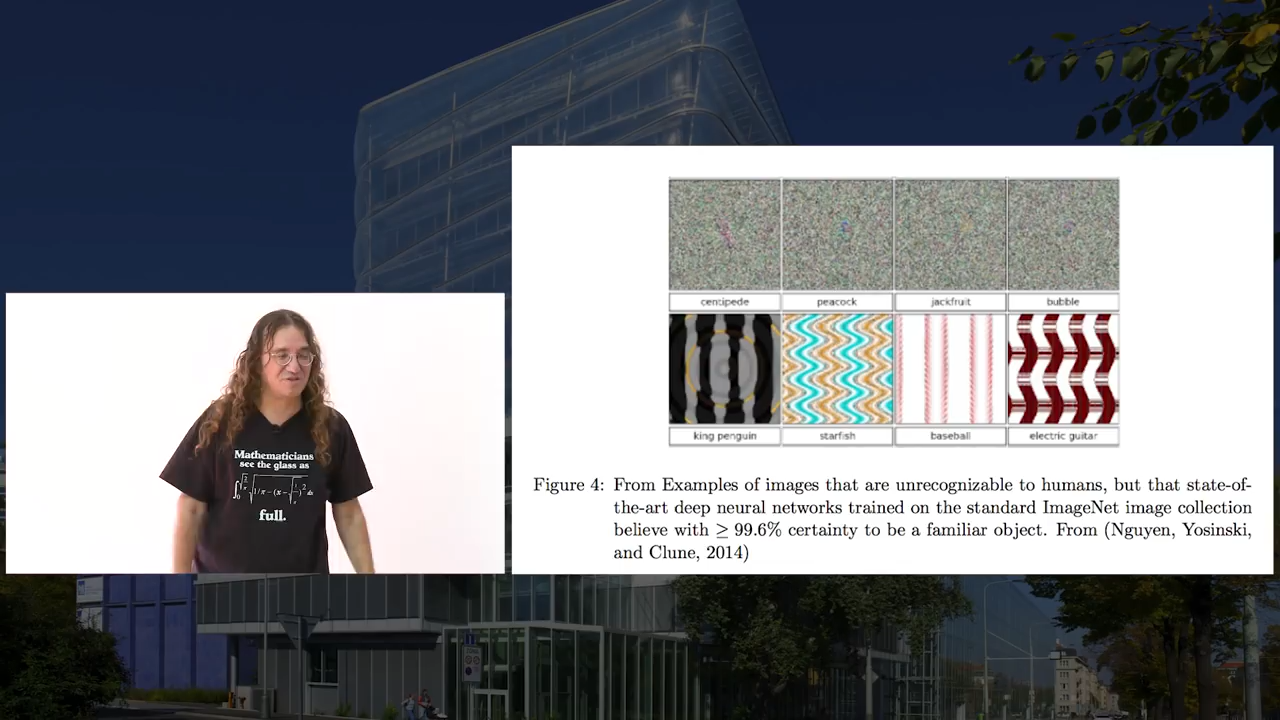 centipede
peacock
jackfruit
bubble
king penguin
starfish
baseball
electric guitar
Figure 4: From Examples of images that are unrecognizable to humans, but that state-of-
the-art deep neural networks trained on the standard ImageNet image collection
believe with ≥ 99.6% certainty to be a familiar object. From (Nguyen, Yosinski,
and Clune, 2014)
Mathematicians
see the glass as
full.